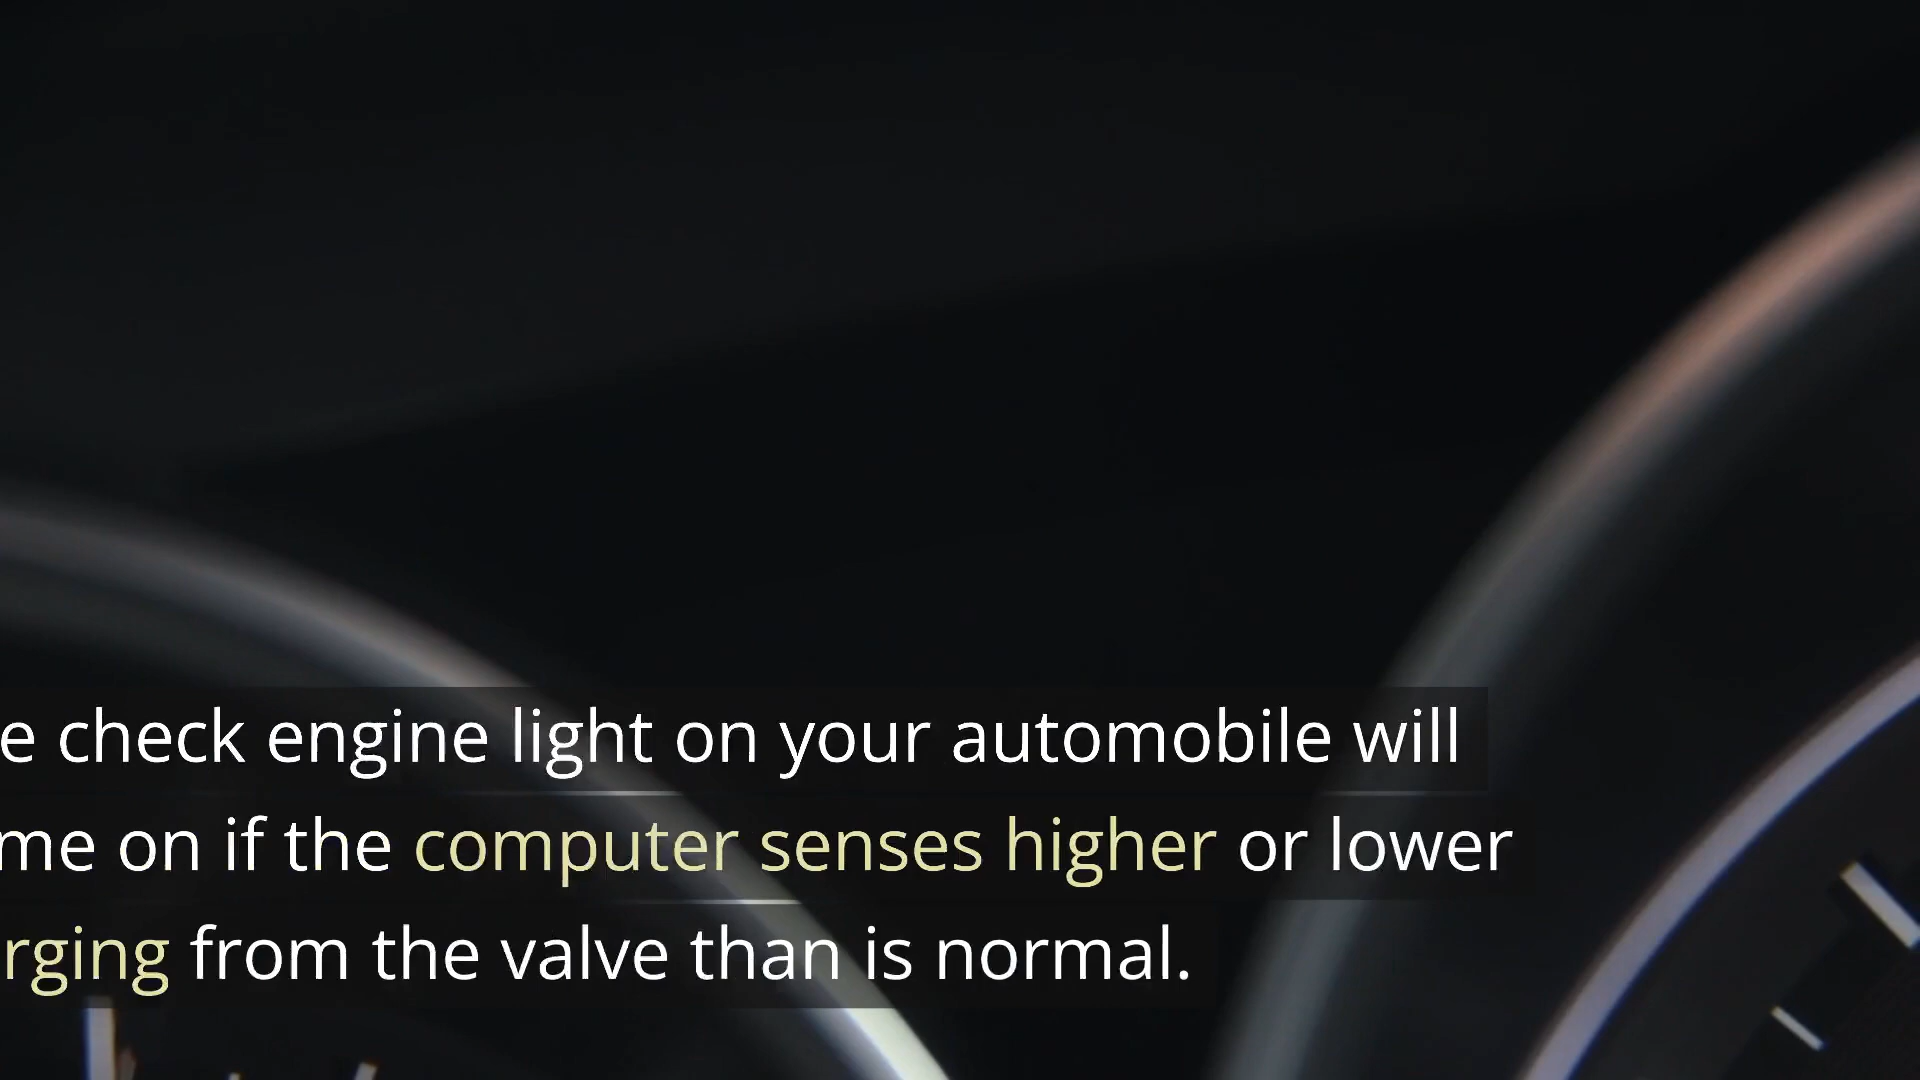 e check engine light on your automobile will
me on if the computer senses higher or lower
rging from the valve than is normal.